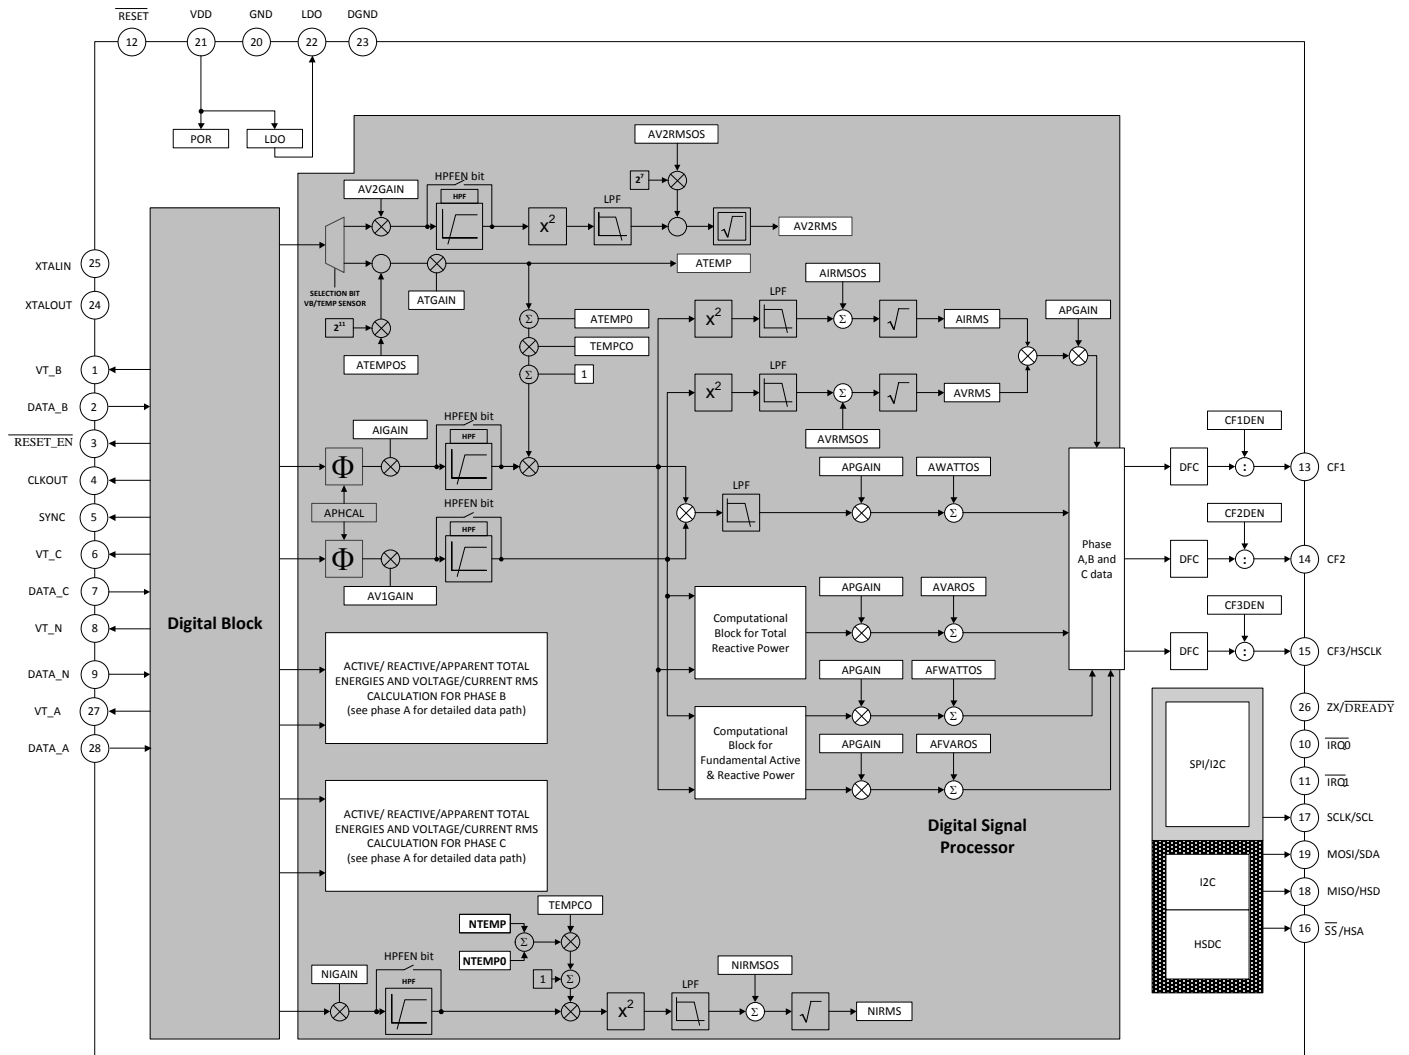 RESET VDD GND LDO DGND
12 21 20 22 23
POR LDO
AV2RMSOS
2⁷
HPFEN bit
AV2GAIN
HPF
LPF
x²
√
AV2RMS
XTALIN 25
XTALOUT 24
SELECTION BIT
VB/TEMP SENSOR
ATGAIN
ATEMP
2¹¹
ATEMPOS
Σ ATEMP0
TEMPCO
Σ 1
AIRMSOS
LPF
x²
Σ
√
AIRMS
APGAIN
LPF
x²
Σ
√
AVRMS
AVRMSOS
VT_B 1
DATA_B 2
RESET_EN 3
CLKOUT 4
SYNC 5
VT_C 6
DATA_C 7
VT_N 8
DATA_N 9
VT_A 27
DATA_A 28
Digital Block
AIGAIN
HPFEN bit
HPF
Φ
APHCAL
HPFEN bit
HPF
Φ
AV1GAIN
LPF
APGAIN AWATTOS
Σ
Computational
Block for Total
Reactive Power
APGAIN AVAROS
Σ
APGAIN AFWATTOS
Σ
Computational
Block for
Fundamental Active
& Reactive Power
APGAIN AFVAROS
Σ
Phase
A,B and
C data
CF1DEN
DFC : 13 CF1
CF2DEN
DFC : 14 CF2
CF3DEN
DFC : 15 CF3/HSCLK
ACTIVE/ REACTIVE/APPARENT TOTAL
ENERGIES AND VOLTAGE/CURRENT RMS
CALCULATION FOR PHASE B
(see phase A for detailed data path)
ACTIVE/ REACTIVE/APPARENT TOTAL
ENERGIES AND VOLTAGE/CURRENT RMS
CALCULATION FOR PHASE C
(see phase A for detailed data path)
Digital Signal
Processor
26 ZX/DREADY
10 IRQ0
11 IRQ1
17 SCLK/SCL
19 MOSI/SDA
18 MISO/HSD
16 SS/HSA
SPI/I2C
I2C
HSDC
TEMPCO
NTEMP
Σ
NTEMP0
1 Σ
NIGAIN
HPFEN bit
HPF
x²
LPF
NIRMSOS
Σ
√
NIRMS